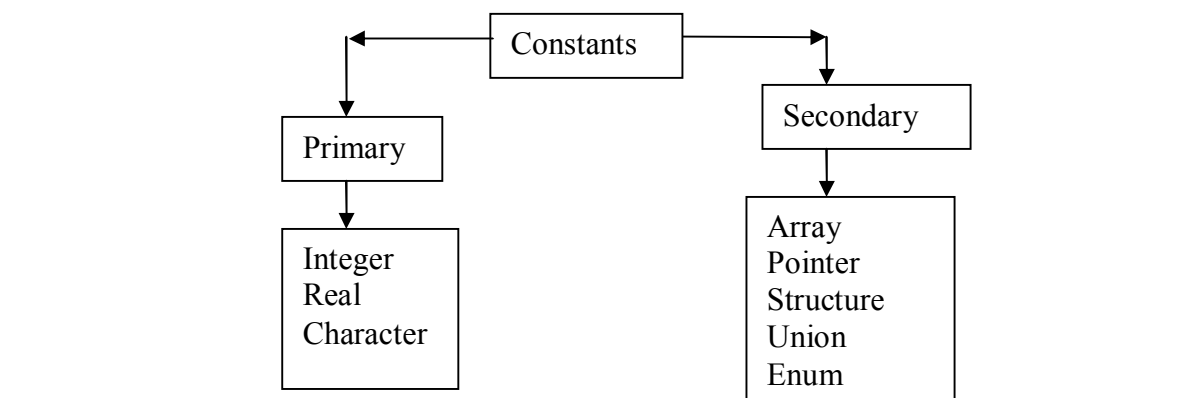 Constants
Primary
Secondary
Integer
Real
Character
Array
Pointer
Structure
Union
Enum